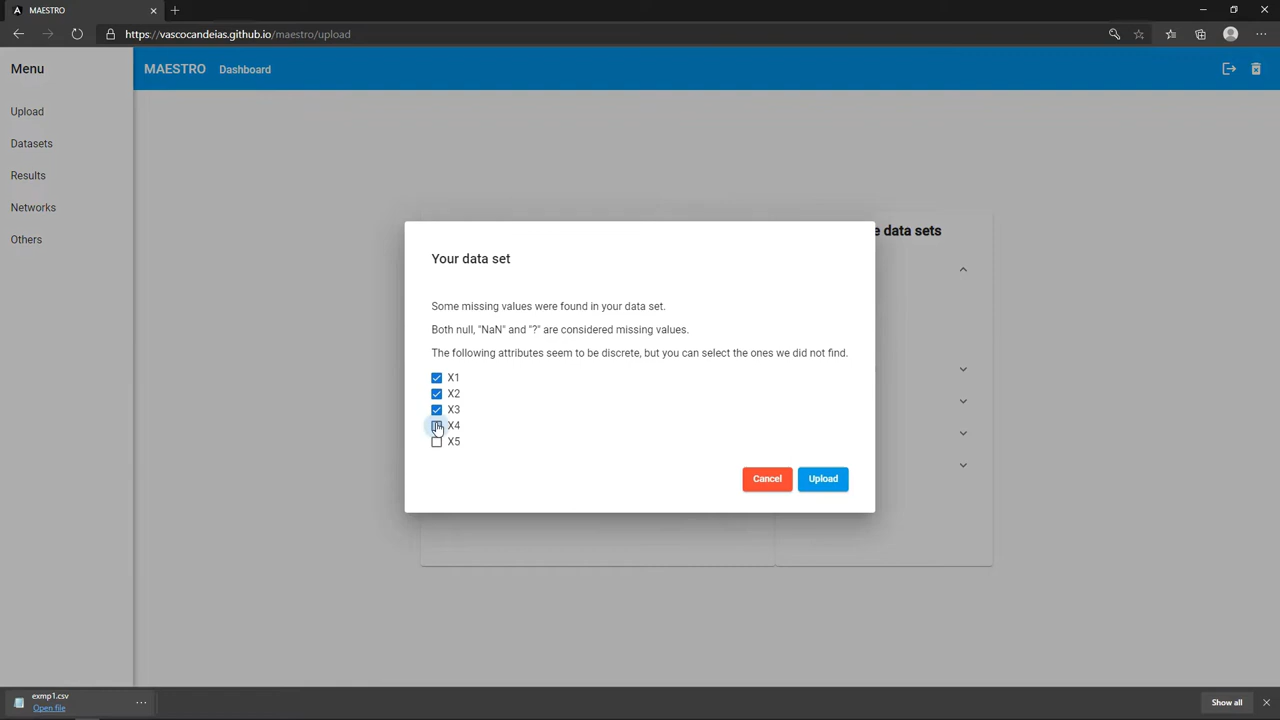 MAESTRO
https://vascocandeias.github.io/maestro/upload
Menu
MAESTRO Dashboard
Upload
Datasets
Results
Networks
Others
e data sets
Your data set
Some missing values were found in your data set.
Both null, "NaN" and "?" are considered missing values.
The following attributes seem to be discrete, but you can select the ones we did not find.
X1
X2
X3
X4
X5
Cancel Upload
exmp1.csv
Open file
Show all